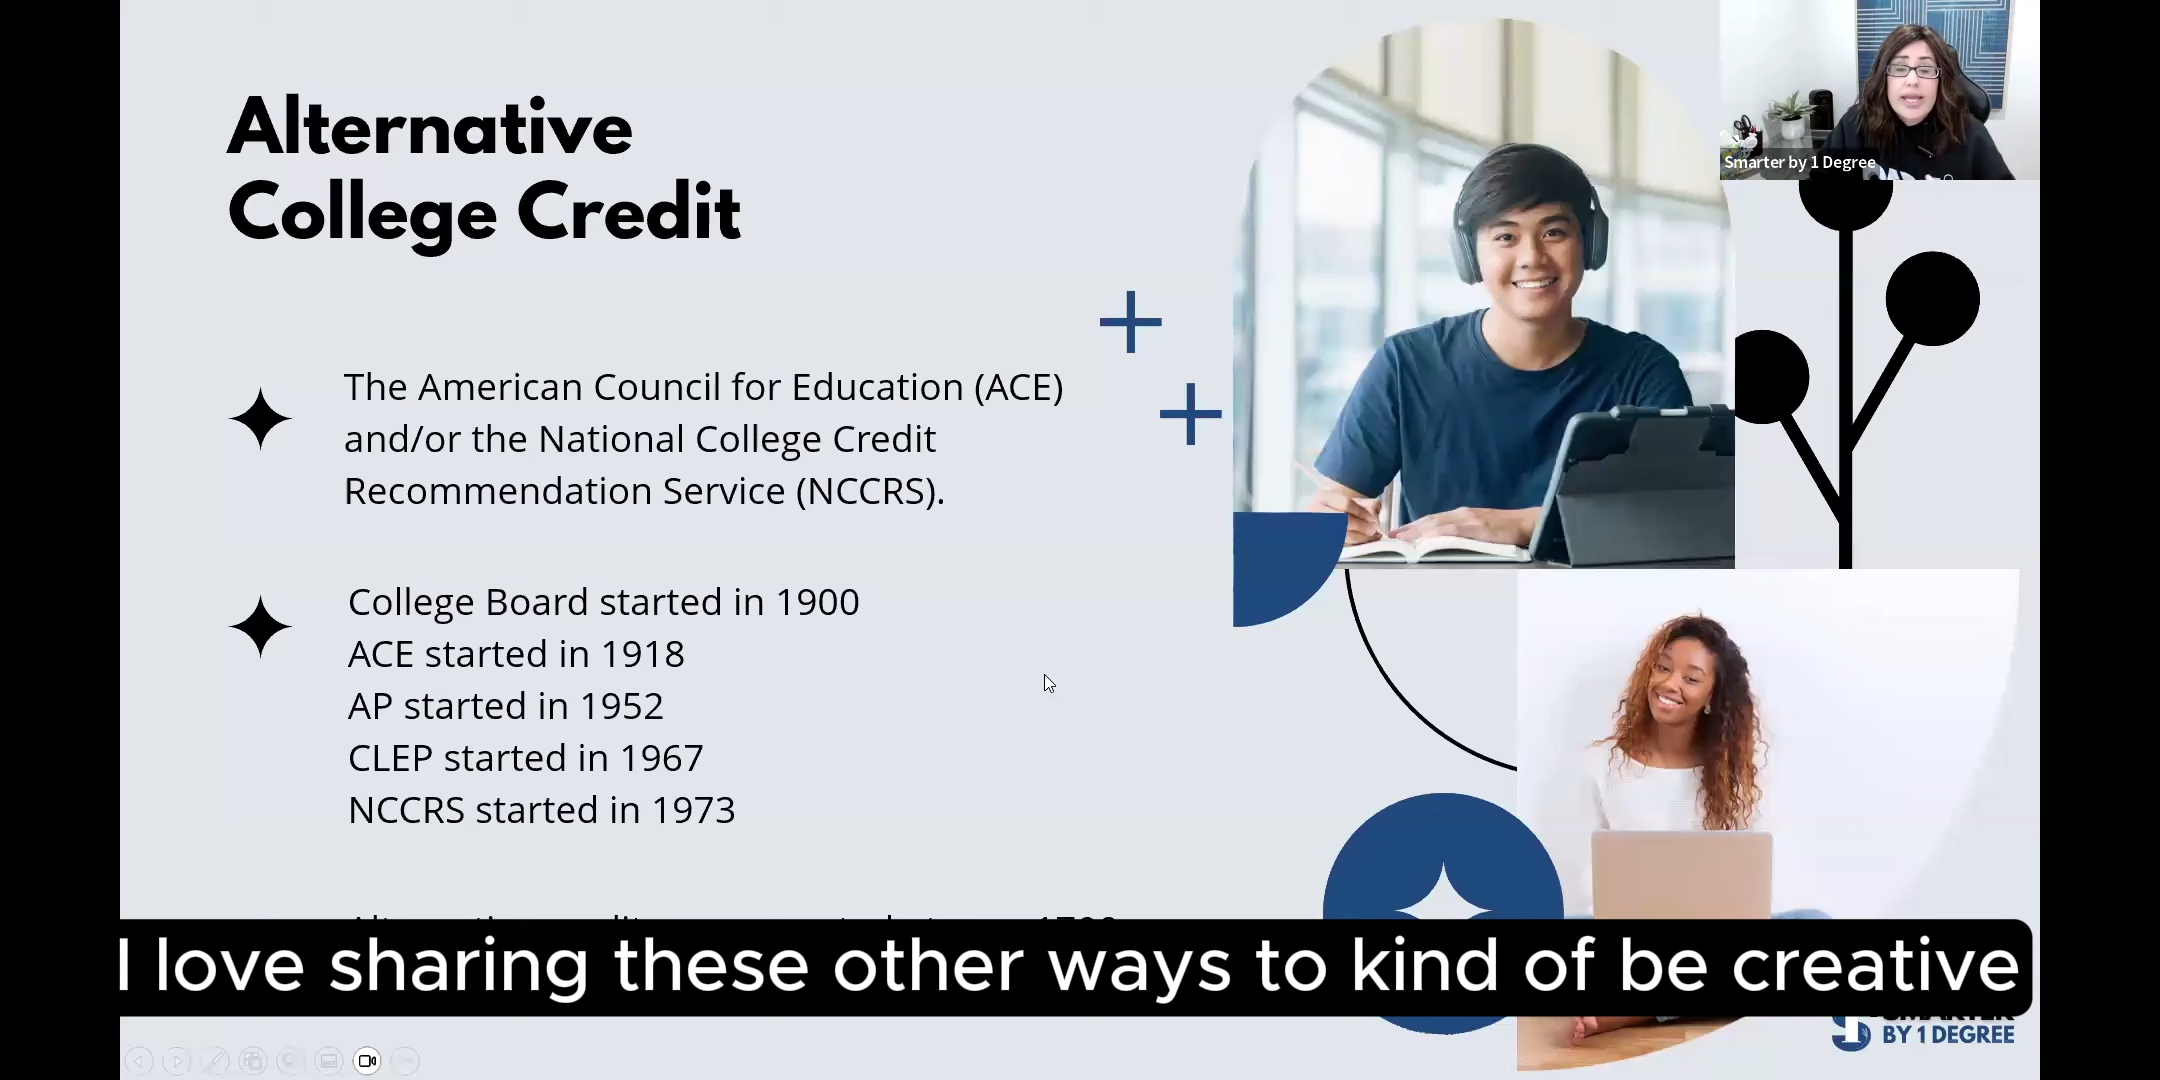 Alternative
College Credit
The American Council for Education (ACE)
and/or the National College Credit
Recommendation Service (NCCRS).
College Board started in 1900
ACE started in 1918
AP started in 1952
CLEP started in 1967
NCCRS started in 1973
Smarter by 1 Degree
I love sharing these other ways to kind of be creative
BY 1 DEGREE